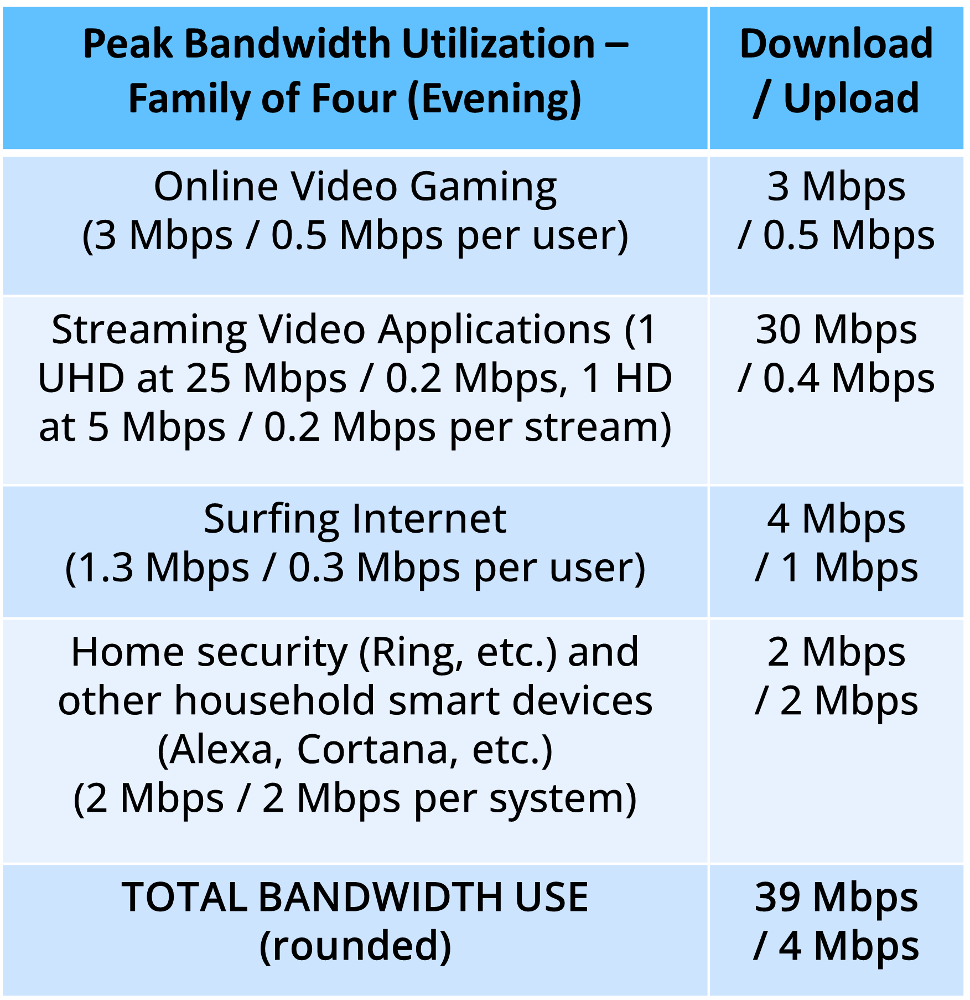 Peak Bandwidth Utilization –
Family of Four (Evening)
Download
/ Upload
Online Video Gaming
(3 Mbps / 0.5 Mbps per user)
3 Mbps
/ 0.5 Mbps
Streaming Video Applications (1
UHD at 25 Mbps / 0.2 Mbps, 1 HD
at 5 Mbps / 0.2 Mbps per stream)
30 Mbps
/ 0.4 Mbps
Surfing Internet
(1.3 Mbps / 0.3 Mbps per user)
4 Mbps
/ 1 Mbps
Home security (Ring, etc.) and
other household smart devices
(Alexa, Cortana, etc.)
(2 Mbps / 2 Mbps per system)
2 Mbps
/ 2 Mbps
TOTAL BANDWIDTH USE
(rounded)
39 Mbps
/ 4 Mbps